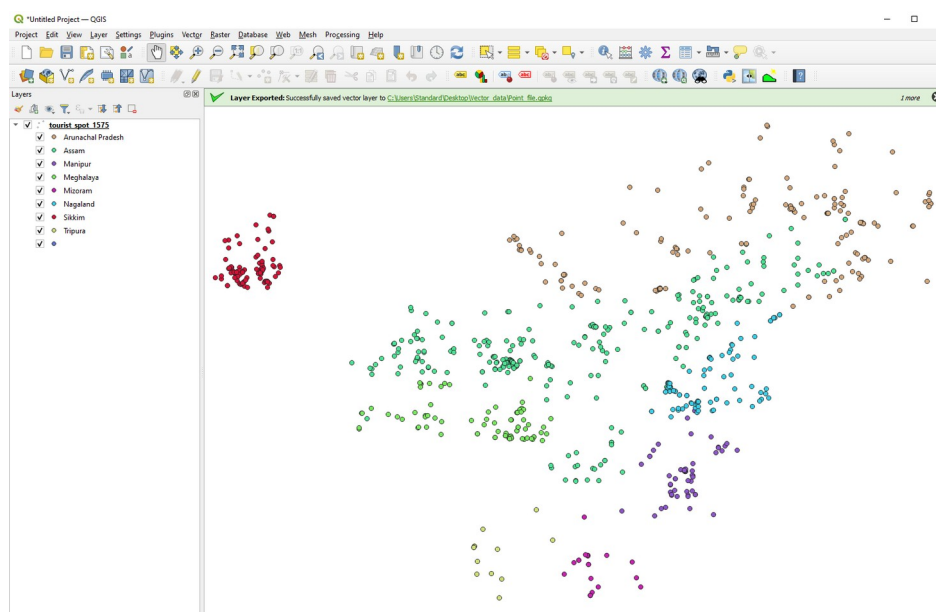 *Untitled Project — QGIS
Project Edit View Layer Settings Plugins Vector Raster Database Web Mesh Processing Help
Layers
Layer Exported: Successfully saved vector layer to C:\Users\Standard\Desktop\Vector_data\Point_file.gpkg
1 more
tourist_spot_1575
Arunachal Pradesh
Assam
Manipur
Meghalaya
Mizoram
Nagaland
Sikkim
Tripura